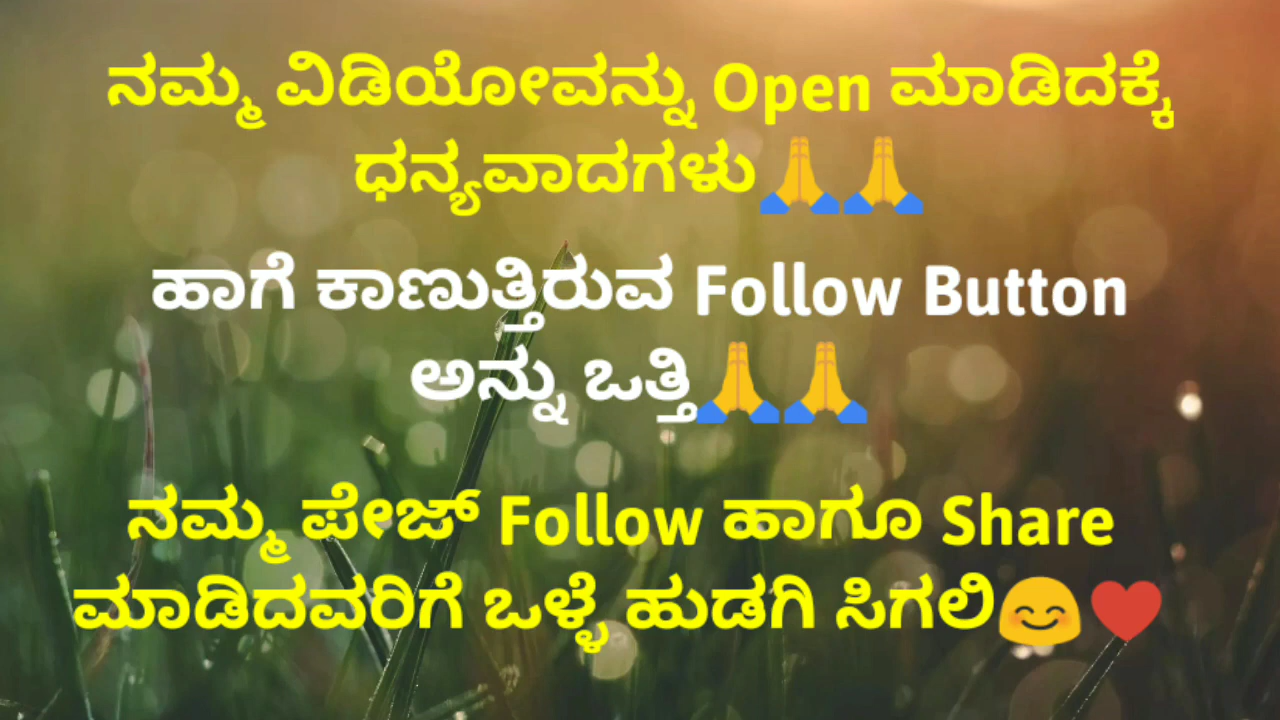 ನಮ್ಮ ವಿಡಿಯೋವನ್ನು Open ಮಾಡಿದಕ್ಕೆ
ಧನ್ಯವಾದಗಳು🙏🙏
ಹಾಗೆ ಕಾಣುತ್ತಿರುವ Follow Button
ಅನ್ನು ಒತ್ತಿ🙏🙏
ನಮ್ಮ ಪೇಜ್ Follow ಹಾಗೂ Share
ಮಾಡಿದವರಿಗೆ ಒಳ್ಳೆ ಹುಡಗಿ ಸಿಗಲಿ😊❤️